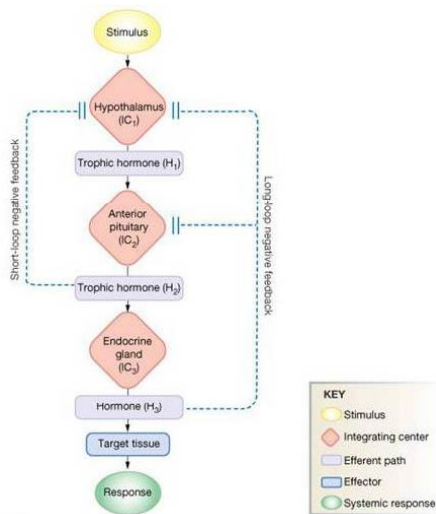 Stimulus
Hypothalamus
(IC₁)
Trophic hormone (H₁)
Anterior
pituitary
(IC₂)
Trophic hormone (H₂)
Endocrine
gland
(IC₃)
Hormone (H₃)
Target tissue
Response
Short-loop negative feedback
Long-loop negative feedback
KEY
Stimulus
Integrating center
Efferent path
Effector
Systemic response